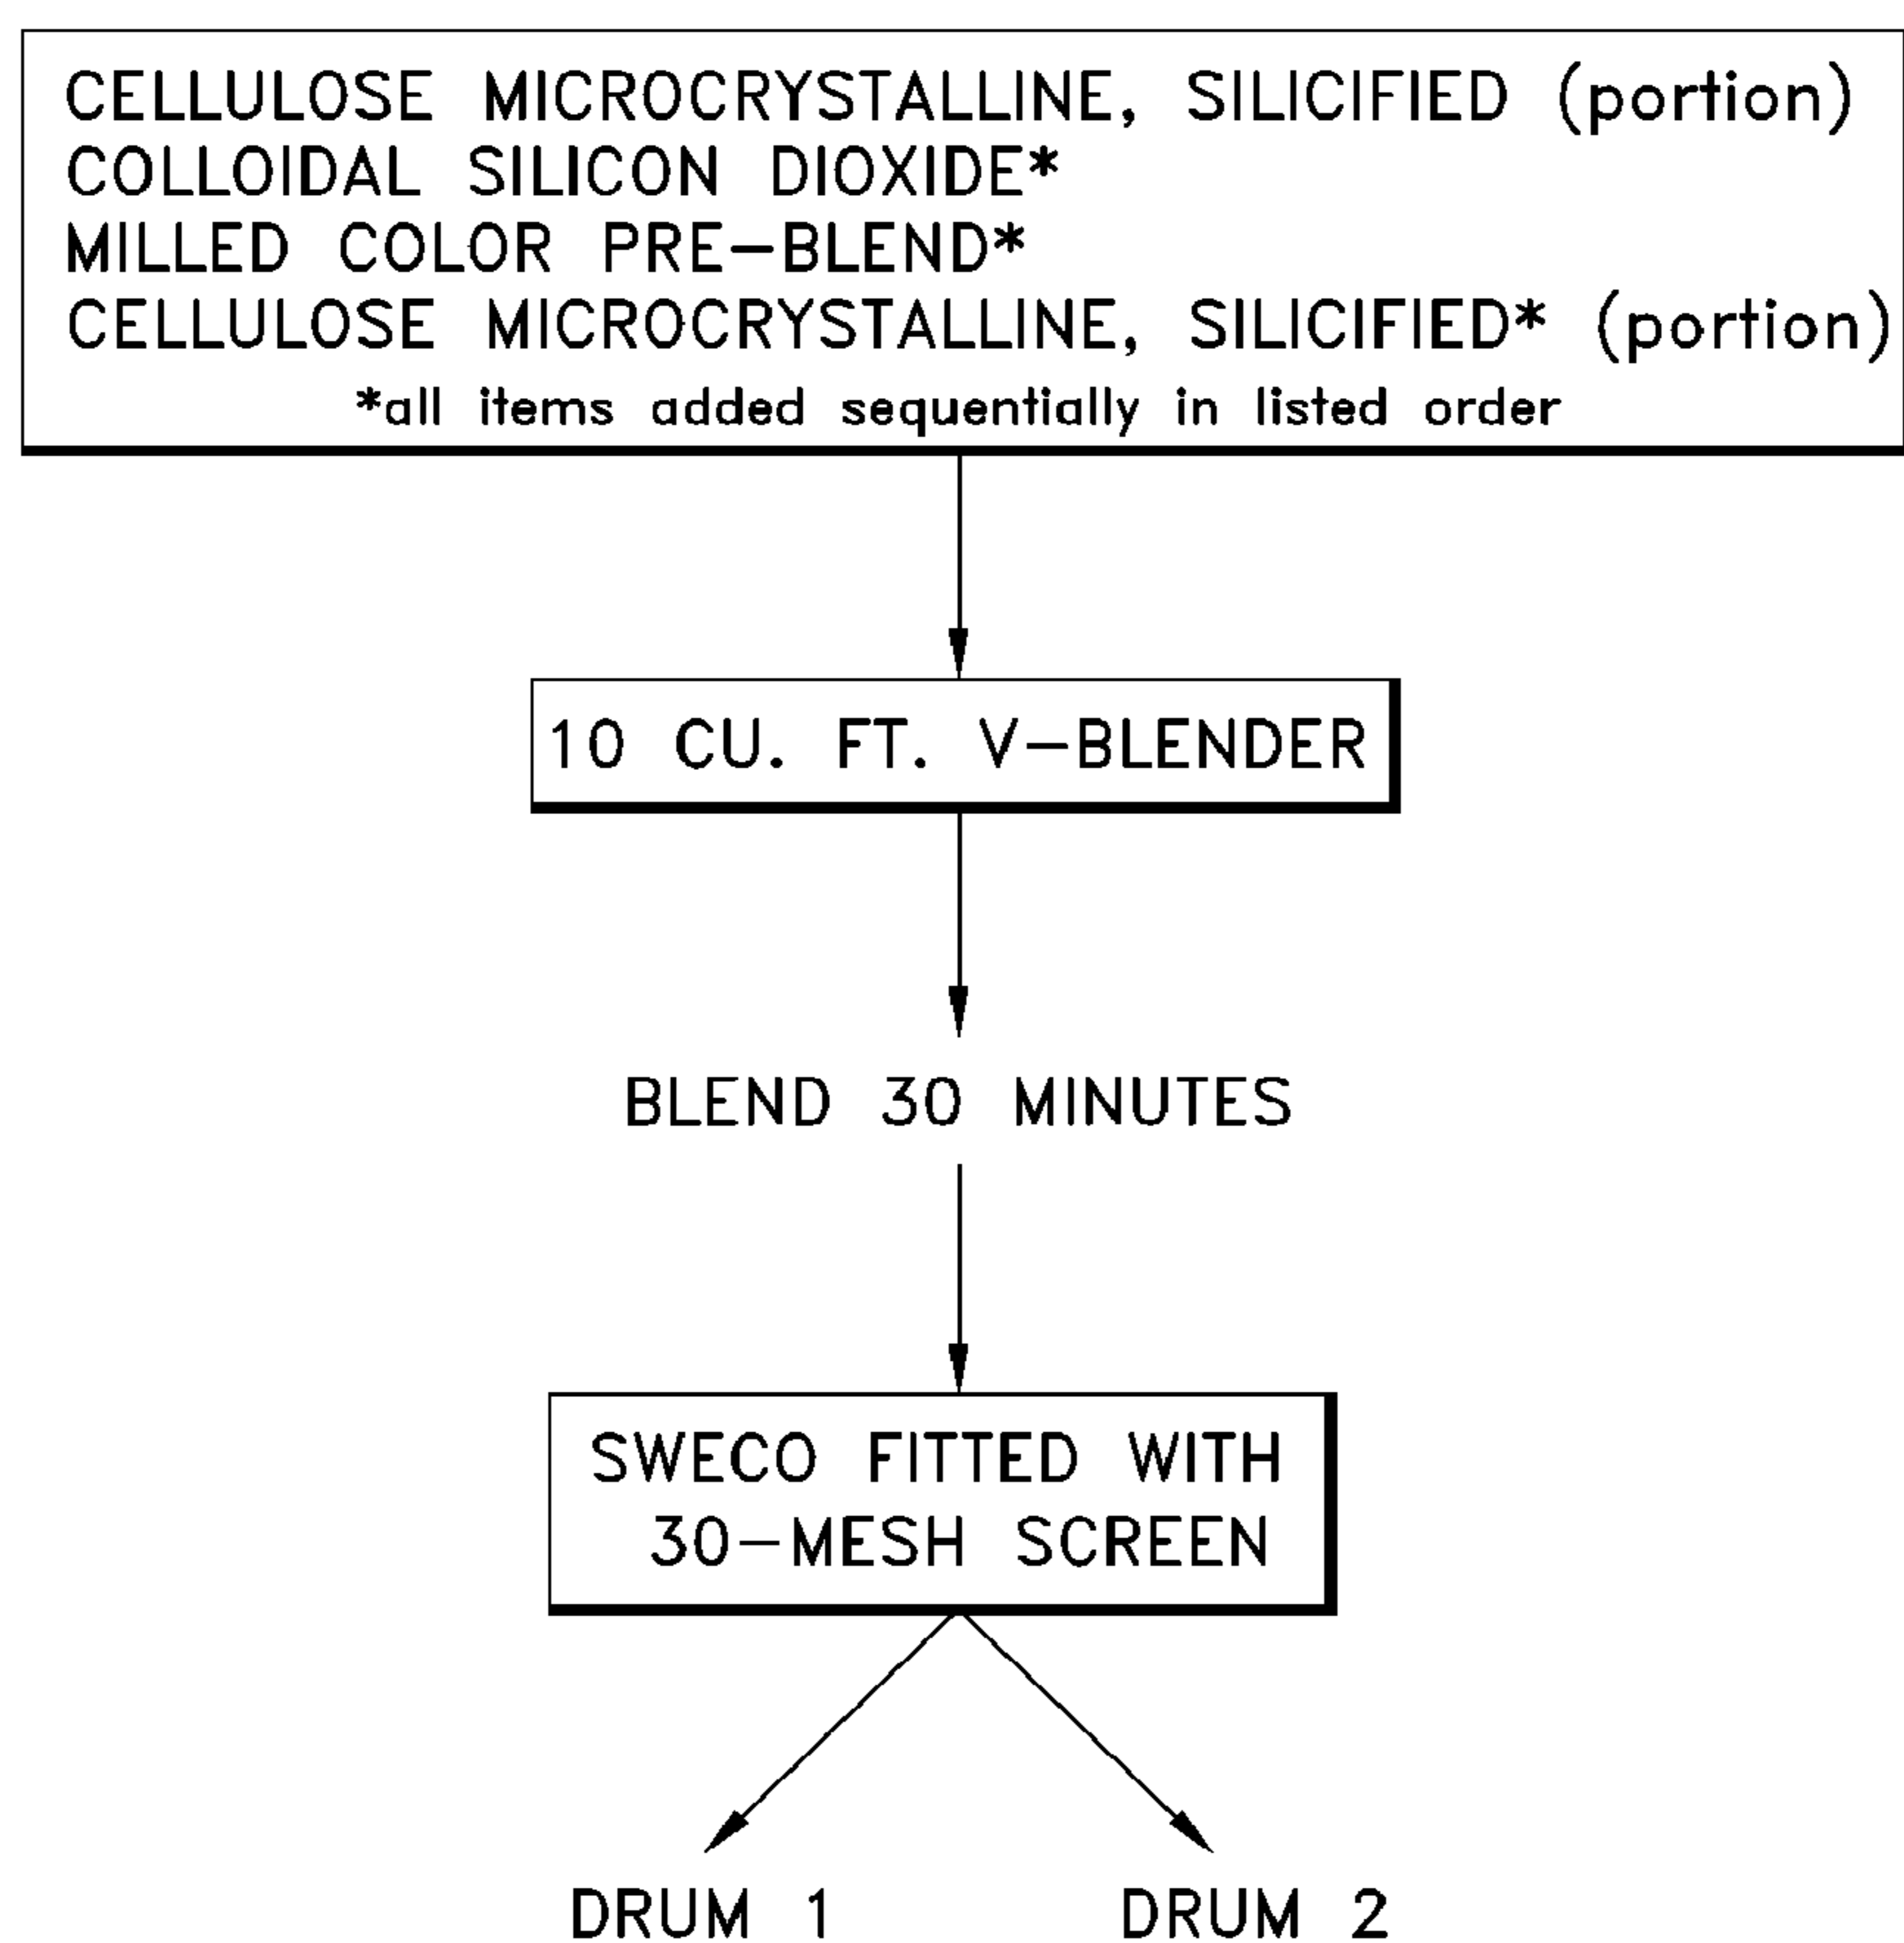 CELLULOSE MICROCRYSTALLINE, SILICIFIED (portion)
COLLOIDAL SILICON DIOXIDE*
MILLED COLOR PRE-BLEND*
CELLULOSE MICROCRYSTALLINE, SILICIFIED* (portion)
*all items added sequentially in listed order
10 CU. FT. V-BLENDER
BLEND 30 MINUTES
SWECO FITTED WITH
30-MESH SCREEN
DRUM 1 DRUM 2